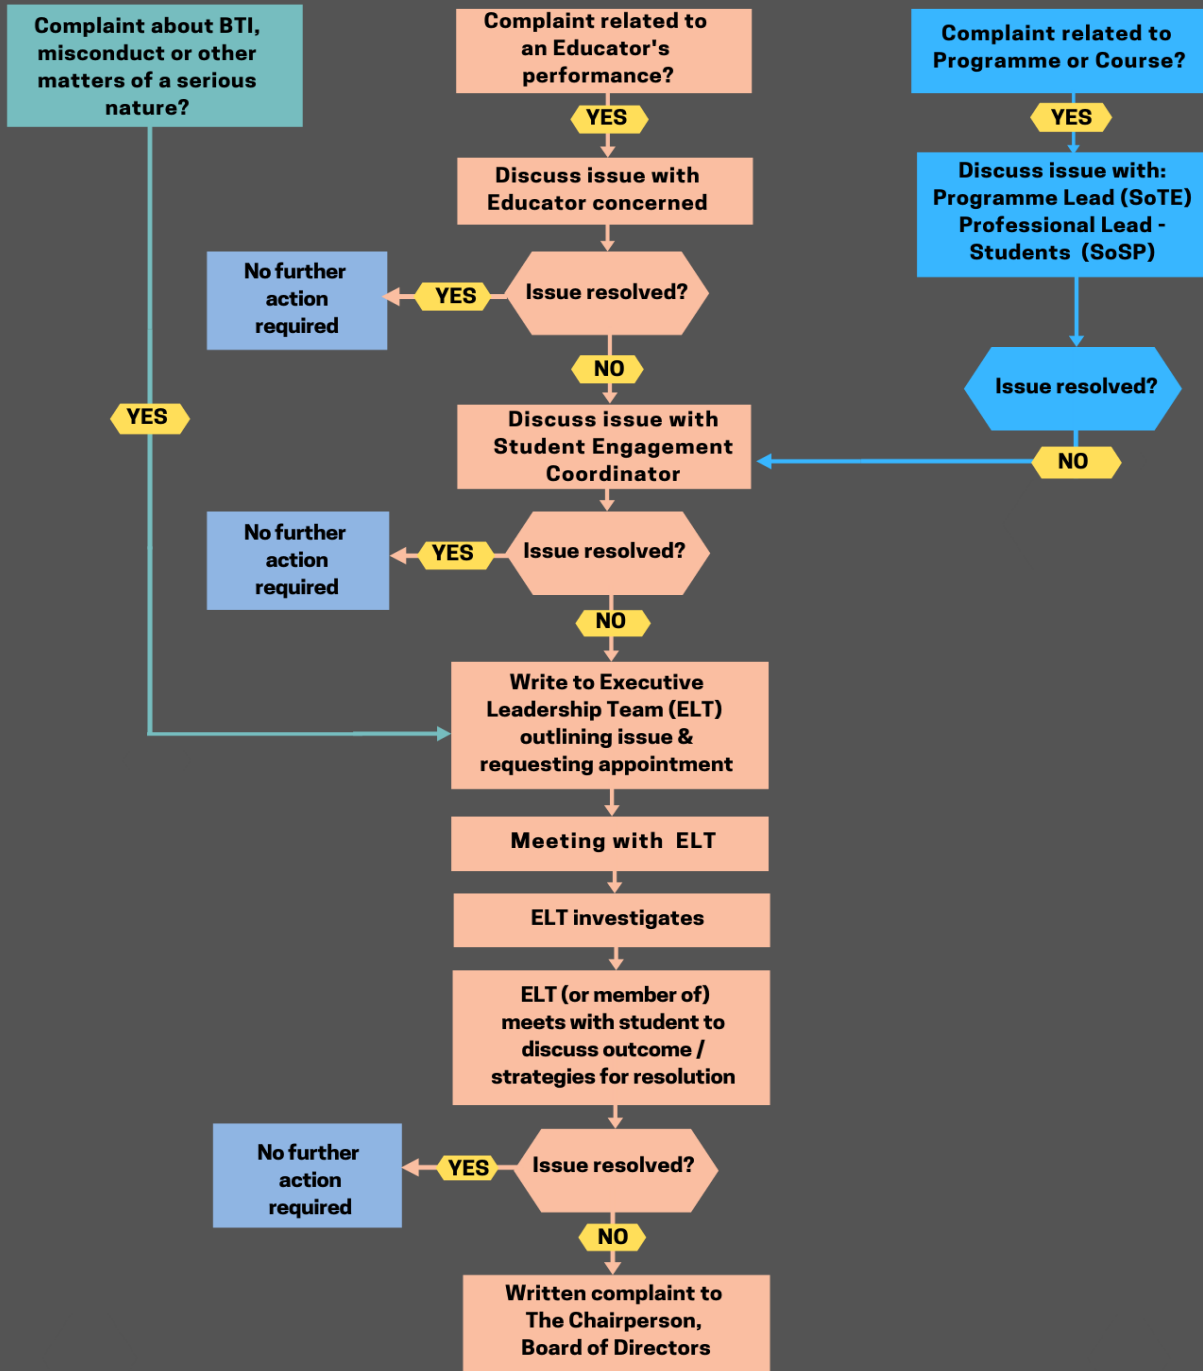 Complaint about BTI,
misconduct or other
matters of a serious
nature?
Complaint related to
an Educator's
performance?
Complaint related to
Programme or Course?
YES
YES
Discuss issue with
Educator concerned
Discuss issue with:
Programme Lead (SoTE)
Professional Lead -
Students (SoSP)
No further
action
required
YES
Issue resolved?
NO
Issue resolved?
YES
Discuss issue with
Student Engagement
Coordinator
NO
No further
action
required
YES
Issue resolved?
NO
Write to Executive
Leadership Team (ELT)
outlining issue &
requesting appointment
Meeting with ELT
ELT investigates
ELT (or member of)
meets with student to
discuss outcome /
strategies for resolution
No further
action
required
YES
Issue resolved?
NO
Written complaint to
The Chairperson,
Board of Directors